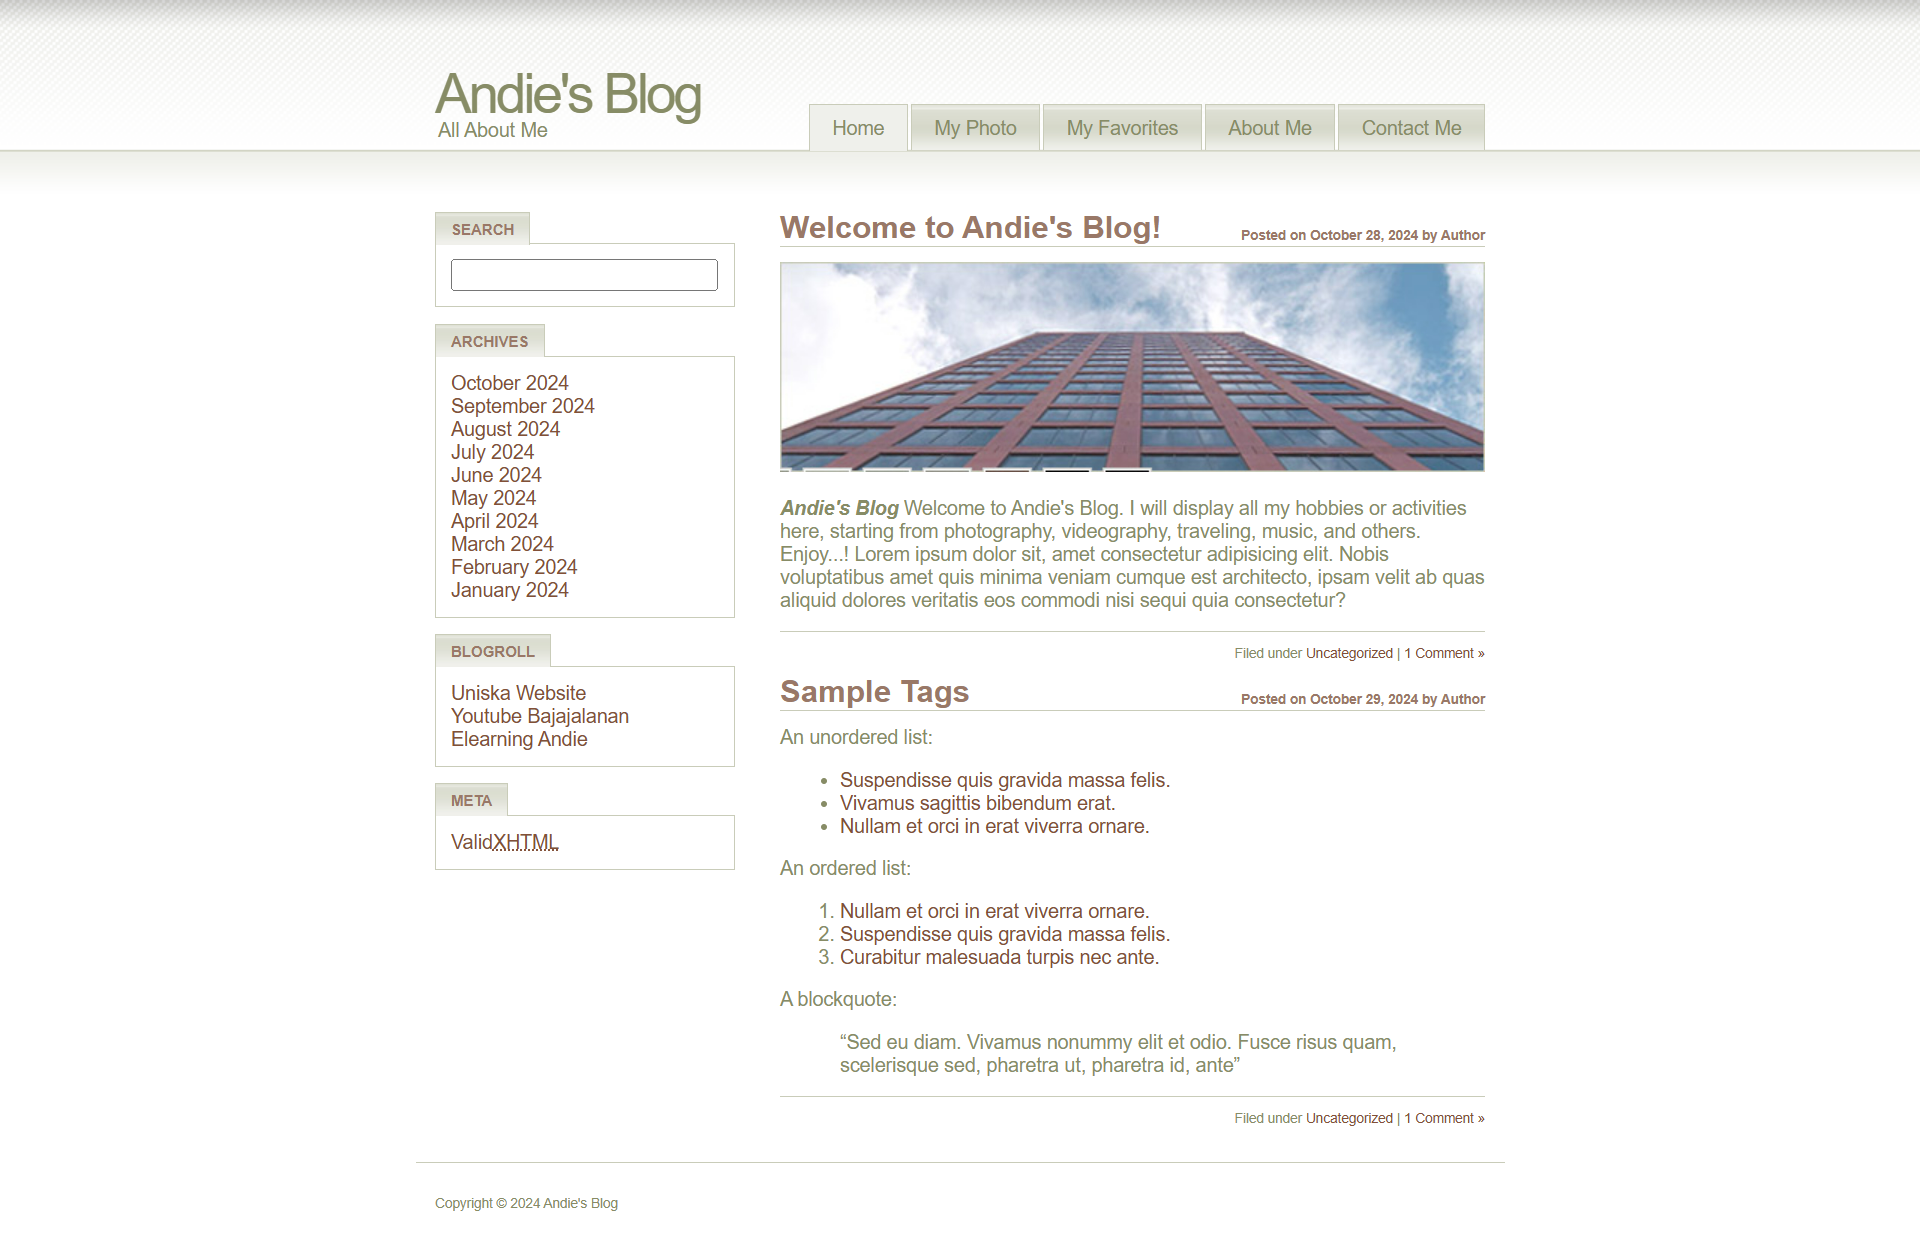 Andie's Blog
All About Me
Home
My Photo
My Favorites
About Me
Contact Me
SEARCH
ARCHIVES
October 2024
September 2024
August 2024
July 2024
June 2024
May 2024
April 2024
March 2024
February 2024
January 2024
BLOGROLL
Uniska Website
Youtube Bajajalanan
Elearning Andie
META
ValidXHTML
Welcome to Andie's Blog!
Posted on October 28, 2024 by Author
Andie's Blog Welcome to Andie's Blog. I will display all my hobbies or activities
here, starting from photography, videography, traveling, music, and others.
Enjoy...! Lorem ipsum dolor sit, amet consectetur adipisicing elit. Nobis
voluptatibus amet quis minima veniam cumque est architecto, ipsam velit ab quas
aliquid dolores veritatis eos commodi nisi sequi quia consectetur?
Filed under Uncategorized | 1 Comment »
Sample Tags
Posted on October 29, 2024 by Author
An unordered list:
• Suspendisse quis gravida massa felis.
• Vivamus sagittis bibendum erat.
• Nullam et orci in erat viverra ornare.
An ordered list:
1. Nullam et orci in erat viverra ornare.
2. Suspendisse quis gravida massa felis.
3. Curabitur malesuada turpis nec ante.
A blockquote:
“Sed eu diam. Vivamus nonummy elit et odio. Fusce risus quam,
scelerisque sed, pharetra ut, pharetra id, ante”
Filed under Uncategorized | 1 Comment »
Copyright © 2024 Andie's Blog